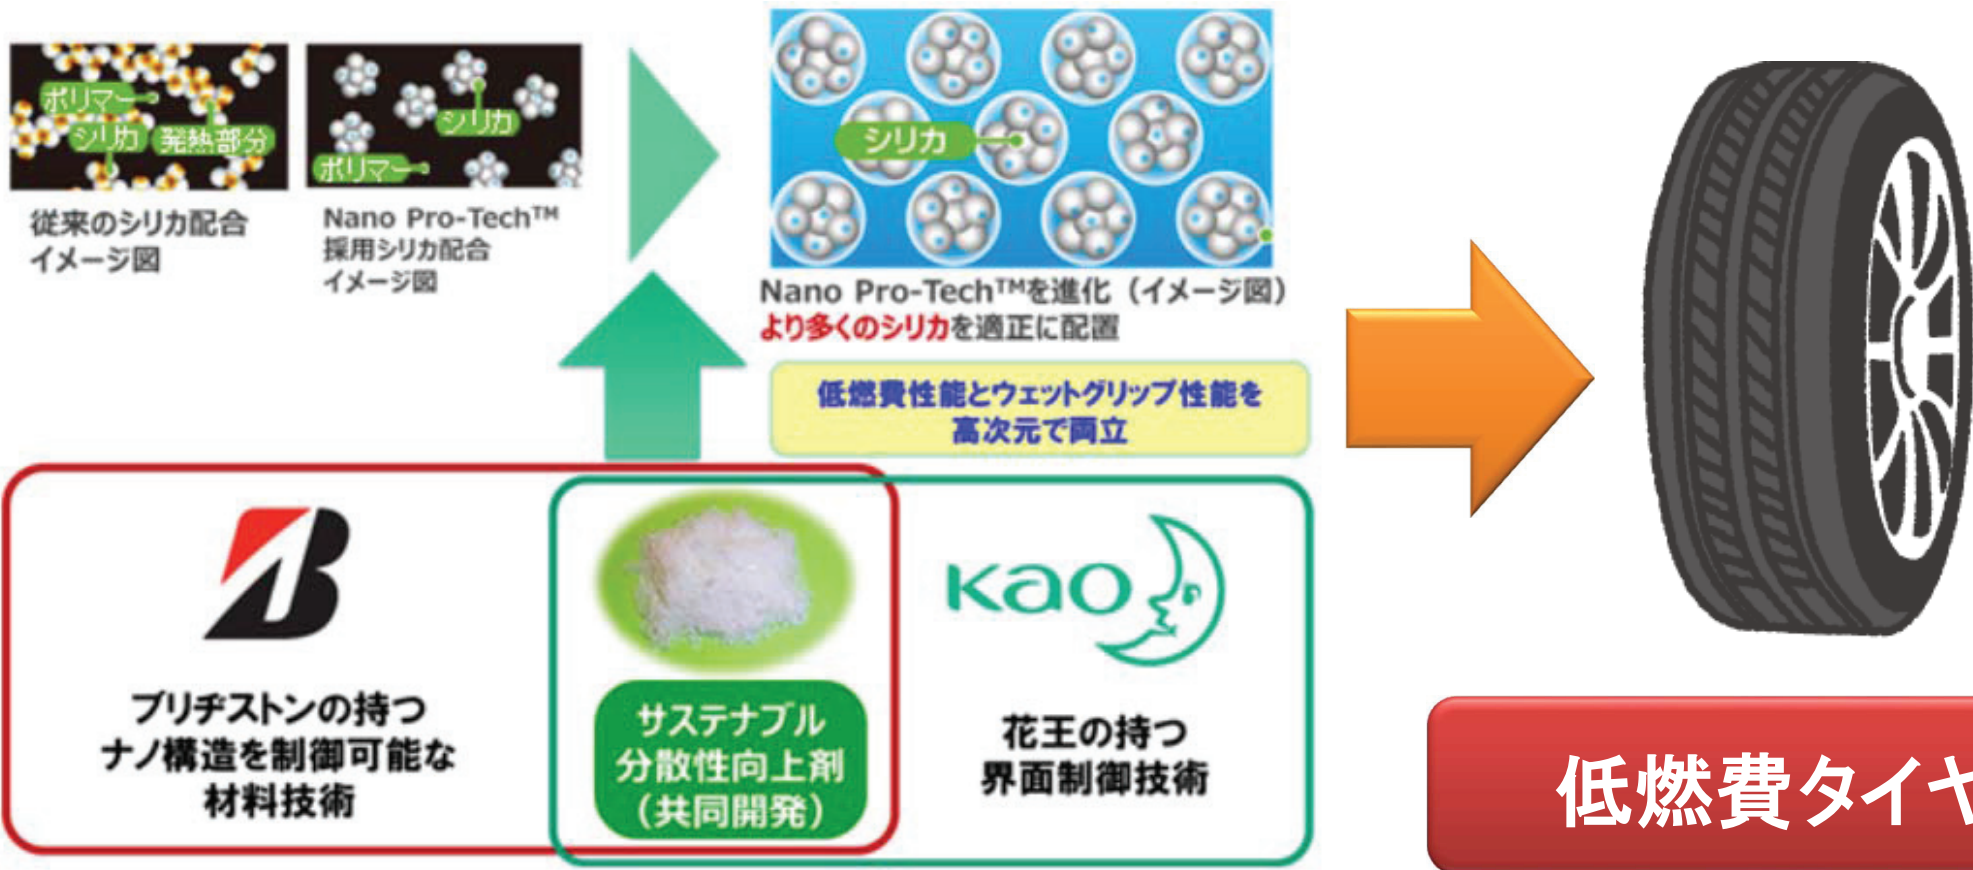 ポリマー
シリカ
発熱部分
シリカ
ポリマー
従来のシリカ配合
イメージ図
Nano Pro-Tech™
採用シリカ配合
イメージ図
シリカ
Nano Pro-Tech™を進化（イメージ図）
より多くのシリカを適正に配置
低燃費性能とウェットグリップ性能を
高次元で両立
ブリヂストンの持つ
ナノ構造を制御可能な
材料技術
サステナブル
分散性向上剤
（共同開発）
Kao
花王の持つ
界面制御技術
低燃費タイヤ